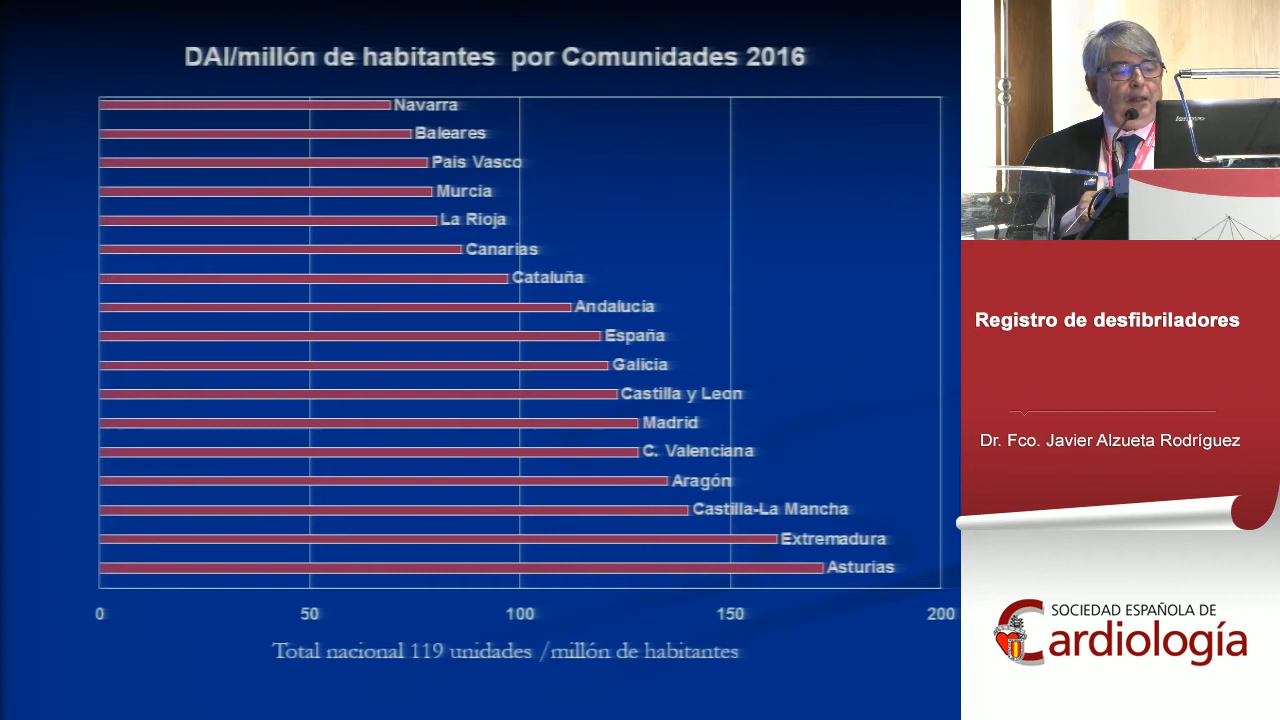 DAI/millón de habitantes por Comunidades 2016
Navarra
Baleares
Pais Vasco
Murcia
La Rioja
Canarias
Cataluña
Andalucia
España
Galicia
Castilla y Leon
Madrid
C. Valenciana
Aragón
Castilla-La Mancha
Extremadura
Asturias
0 50 100 150 200
Total nacional 119 unidades /millón de habitantes
Registro de desfibriladores
Dr. Fco. Javier Alzueta Rodríguez
SOCIEDAD ESPAÑOLA DE
Cardiología